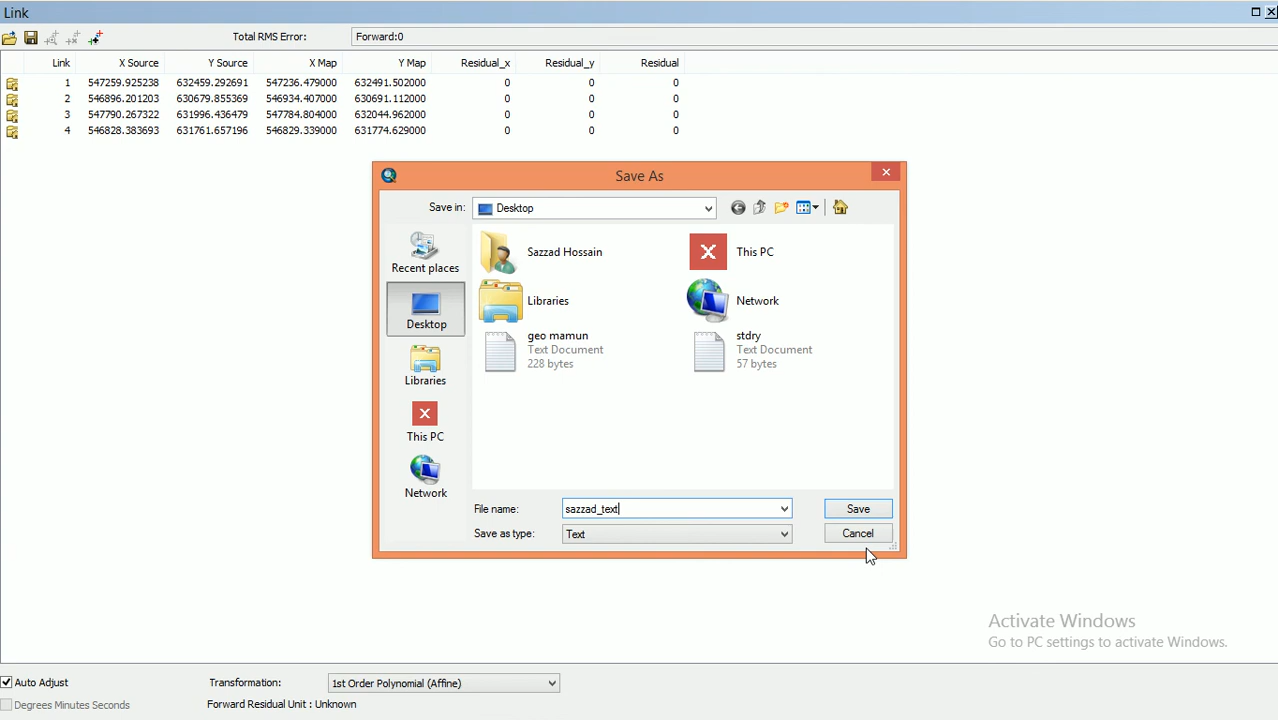 Link
Total RMS Error: Forward:0
Link X Source Y Source X Map Y Map Residual_x Residual_y Residual
1 547259.925238 632459.292691 547236.479000 632491.502000 0 0 0
2 546896.201203 630679.855369 546934.407000 630691.112000 0 0 0
3 547790.267322 631996.436479 547784.804000 632044.962000 0 0 0
4 546828.383693 631761.657196 546829.339000 631774.629000 0 0 0
Save As
Save in: Desktop
Recent places
Desktop
Libraries
This PC
Network
Sazzad Hossain
This PC
Libraries
Network
geo mamun
Text Document
228 bytes
stdry
Text Document
57 bytes
File name: sazzad_text Save
Save as type: Text Cancel
Activate Windows
Go to PC settings to activate Windows.
Auto Adjust Transformation: 1st Order Polynomial (Affine)
Degrees Minutes Seconds Forward Residual Unit : Unknown